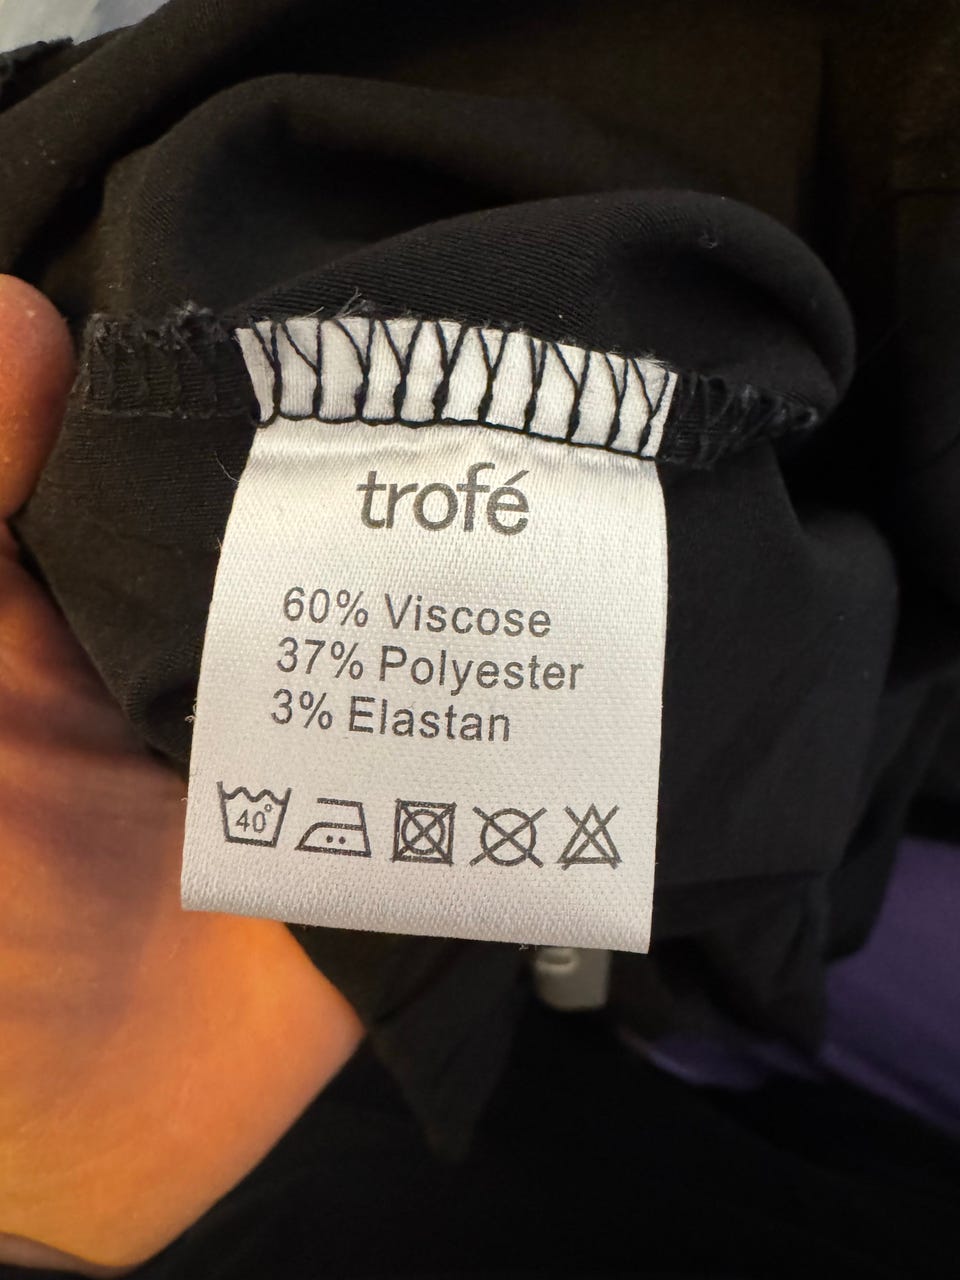 trofé
60% Viscose
37% Polyester
3% Elastan
40°